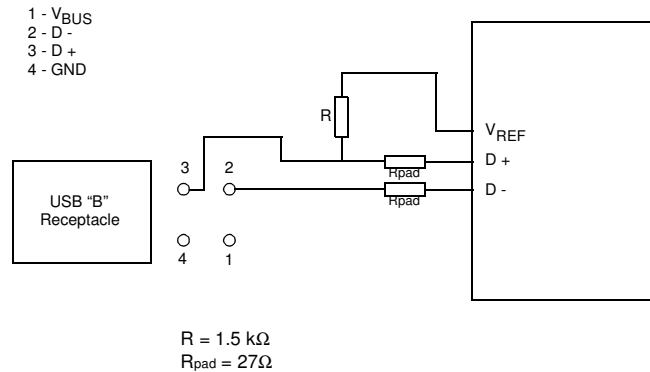 1 - VBUS
2 - D -
3 - D +
4 - GND
R
VREF
D +
Rpad
D -
Rpad
3
2
USB “B”
Receptacle
4
1
R = 1.5 kΩ
Rpad = 27Ω